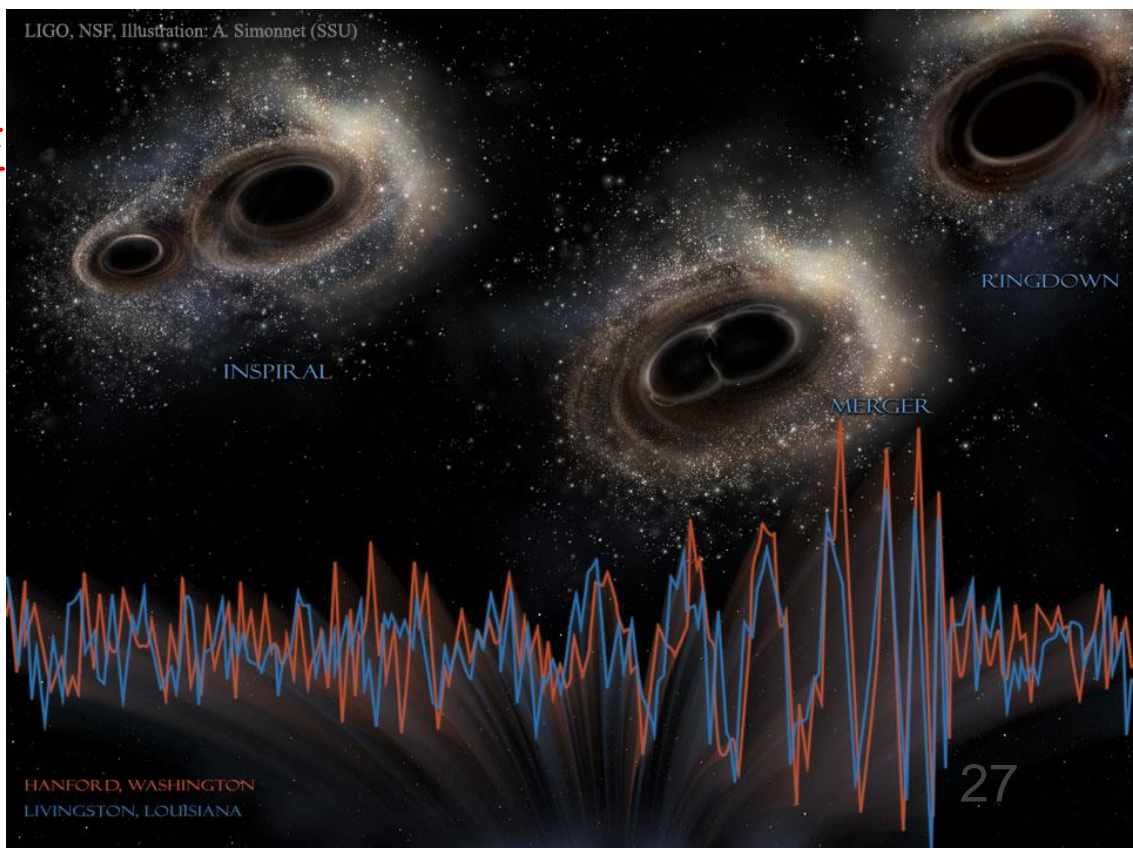 LIGO, NSF, Illustration: A. Simonnet (SSU)
RINGDOWN
INSPIRAL
MERGER
HANFORD, WASHINGTON
LIVINGSTON, LOUISIANA
27